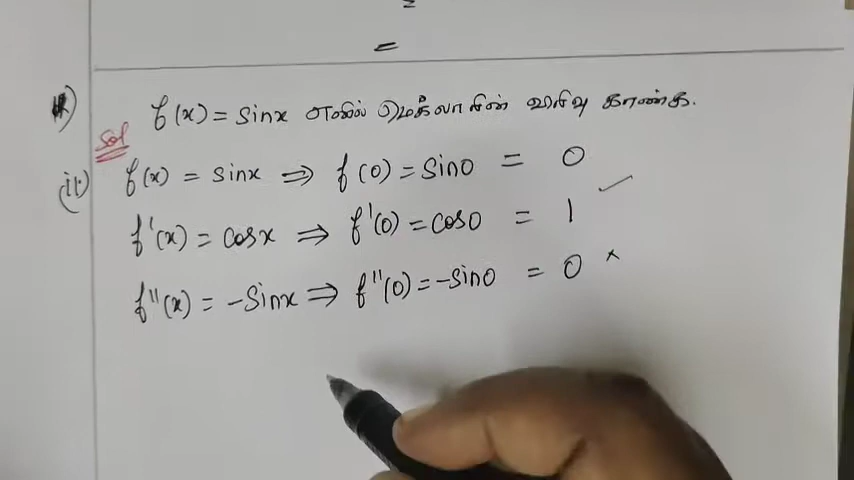 =
f(x) = sinx எனில் மெக்லாரின் விரிவு காண்க.
Sol
(ii) f(x) = sinx ⇒ f(0) = sin0 = 0
f'(x) = cosx ⇒ f'(0) = cos0 = 1 ✓
f''(x) = -sinx ⇒ f''(0) = -sin0 = 0 ×